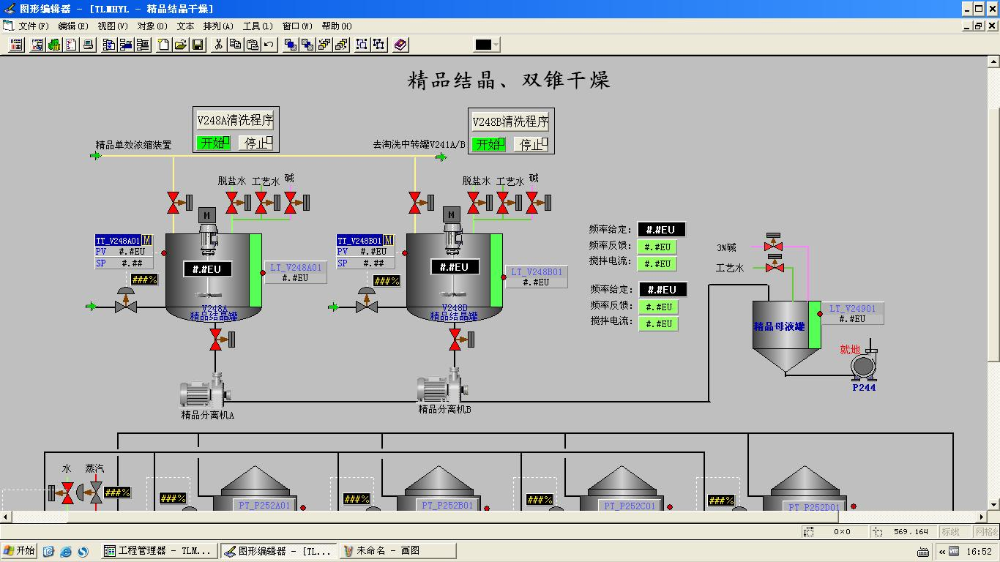 图形编辑器 - [TLMHYL - 精品结晶干燥]
文件(F) 编辑(E) 视图(V) 对象(O) 文本 排列(A) 工具(l) 窗口(W) 帮助(H)
精品结晶、双锥干燥
V248A清洗程序
开始 停止
V248B清洗程序
开始 停止
精品单效浓缩装置
去淘洗中转罐V241A/B
脱盐水 工艺水 碱
脱盐水 工艺水 碱
M
M
TT_V248A01 M
PV #.#EU
SP #.##
###%
#.#EU
LT_V248A01
#.#EU
V248A
精品结晶罐
TT_V248B01 M
PV #.#EU
SP #.##
###%
#.#EU
LT_V248B01
#.#EU
V248B
精品结晶罐
频率给定: #.#EU
频率反馈: #.#EU
搅拌电流: #.#EU
频率给定: #.#EU
频率反馈: #.#EU
搅拌电流: #.#EU
3%碱
工艺水
精品母液罐
LT_V24901
#.#EU
就地
P244
精品分离机A
精品分离机B
水 蒸汽
###%
###%
PT_P252A01
###%
PT_P252B01
###%
PT_P252C01
###%
PT_P252D01
0×0 569,164 标线 网格
开始 工程管理器 - TLM... 图形编辑器 - [TL... 未命名 - 画图 « 16:52